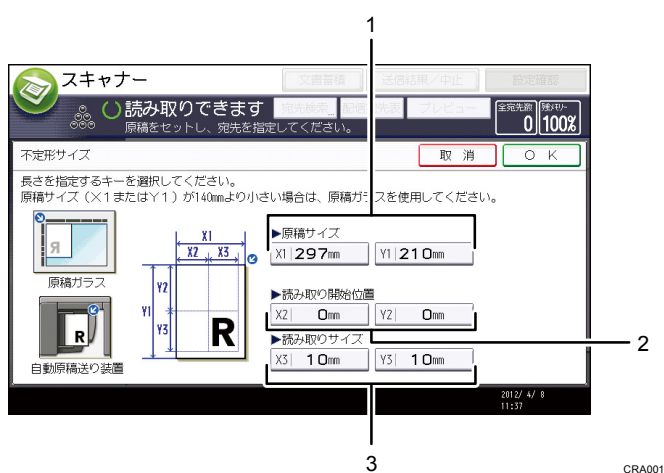 1
スキャナー
文書蓄積
送信結果／中止
設定確認
読み取りできます
宛先検索
プレビュー
全宛先数
0
残メモリー
100%
原稿をセットし、宛先を指定してください。
不定形サイズ
取 消
Ｏ Ｋ
長さを指定するキーを選択してください。
原稿サイズ（×１またはＹ１）が140mmより小さい場合は、原稿ガラスを使用してください。
▶原稿サイズ
X1 297mm
Y1 210mm
R
原稿ガラス
X1
X2
X3
Y1
Y2
Y3
R
▶読み取り開始位置
X2 0mm
Y2 0mm
2
▶読み取りサイズ
X3 10mm
Y3 10mm
R
自動原稿送り装置
2012/ 4/ 8
11:37
3
CRA001